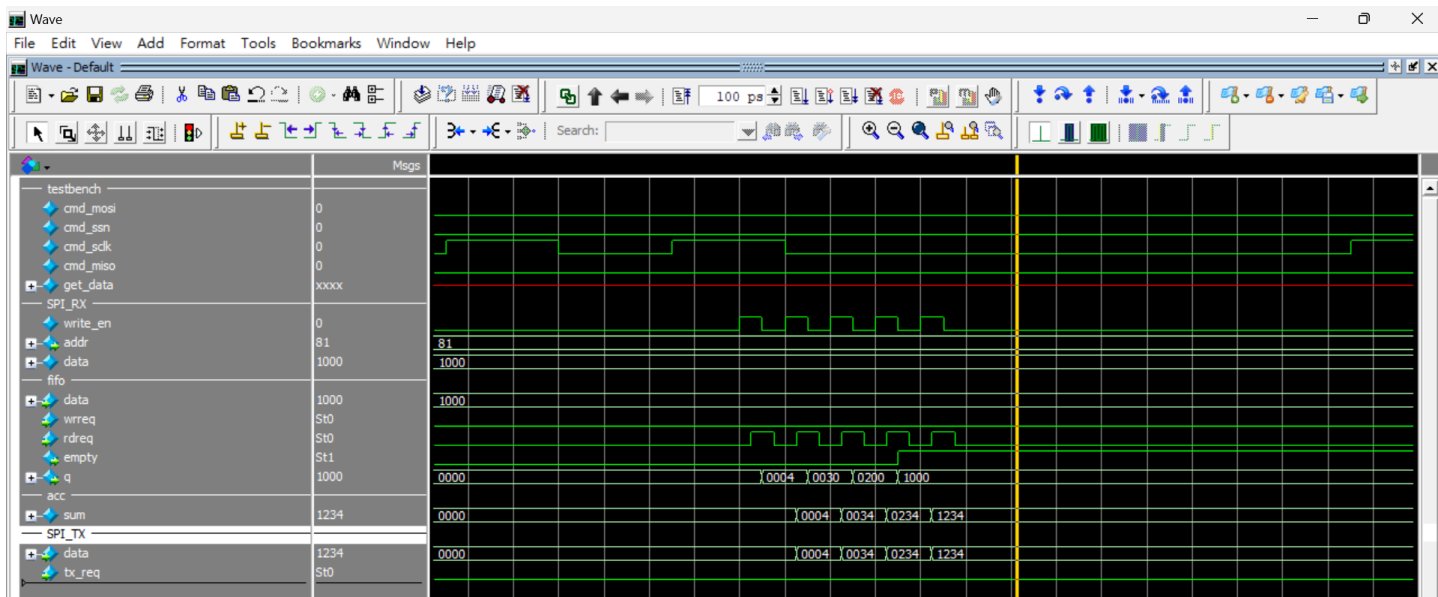 Wave
File Edit View Add Format Tools Bookmarks Window Help
Wave - Default
100 ps
Search:
Msgs
testbench
cmd_mosi 0
cmd_ssn 0
cmd_sclk 0
cmd_miso 0
get_data xxxx
SPI_RX
write_en 0
addr 81 81
data 1000 1000
fifo
data 1000 1000
wrreq St0
rdreq St0
empty St1
q 1000 0000 0004 0030 0200 1000
acc
sum 1234 0000 0004 0034 0234 1234
SPI_TX
data 1234 0000 0004 0034 0234 1234
tx_req St0